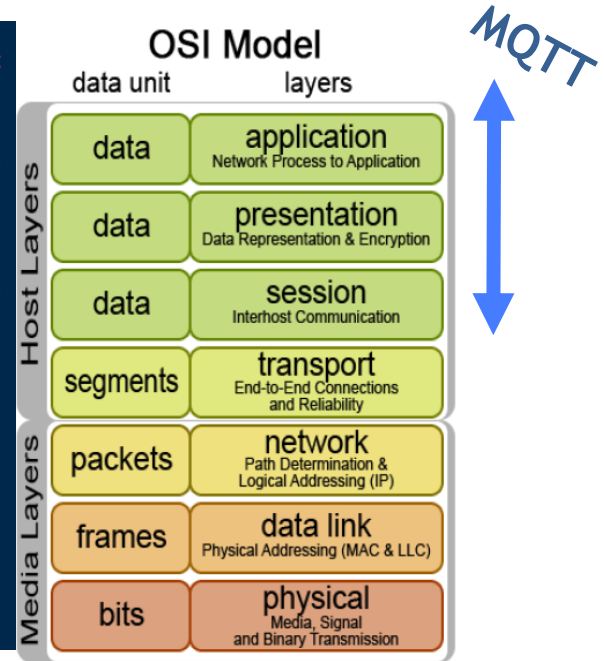 MQTT
OSI Model
data unit layers
Host Layers
data
application
Network Process to Application
data
presentation
Data Representation & Encryption
data
session
Interhost Communication
segments
transport
End-to-End Connections
and Reliability
Media Layers
packets
network
Path Determination &
Logical Addressing (IP)
frames
data link
Physical Addressing (MAC & LLC)
bits
physical
Media, Signal
and Binary Transmission